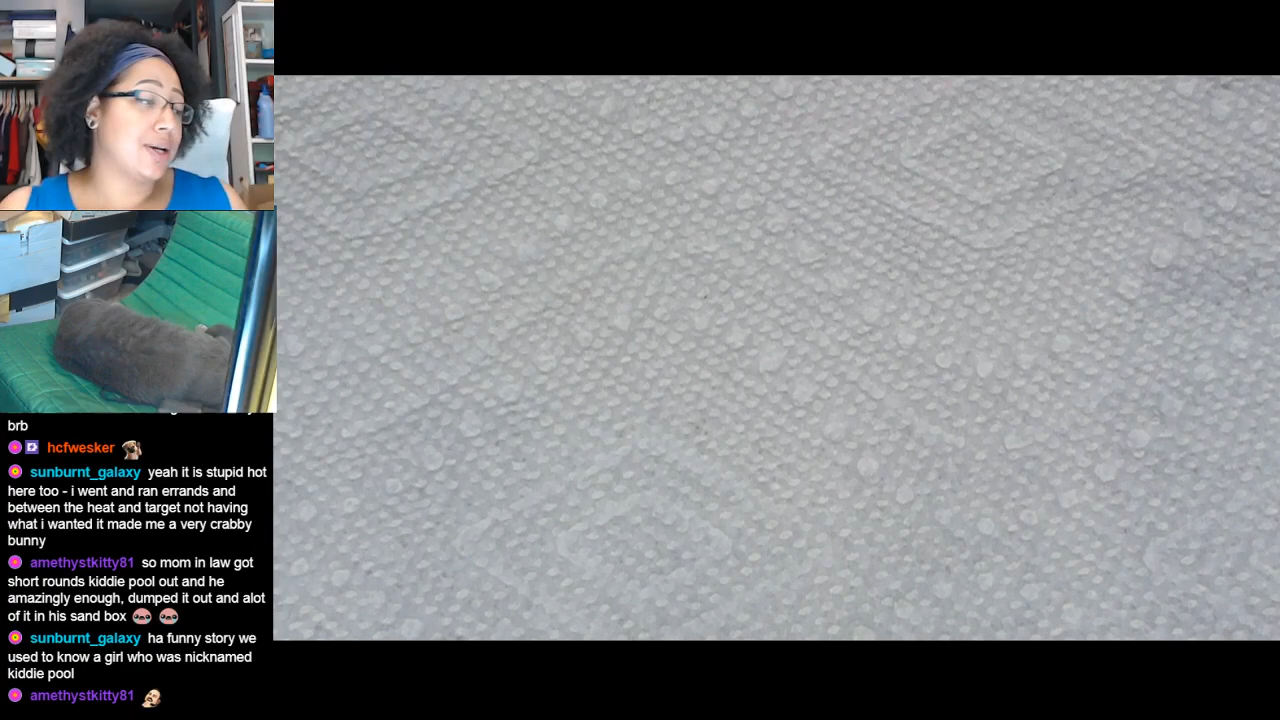 brb
hcfwesker
sunburnt_galaxy yeah it is stupid hot
here too - i went and ran errands and
between the heat and target not having
what i wanted it made me a very crabby
bunny
amethystkitty81 so mom in law got
short rounds kiddie pool out and he
amazingly enough, dumped it out and alot
of it in his sand box
sunburnt_galaxy ha funny story we
used to know a girl who was nicknamed
kiddie pool
amethystkitty81